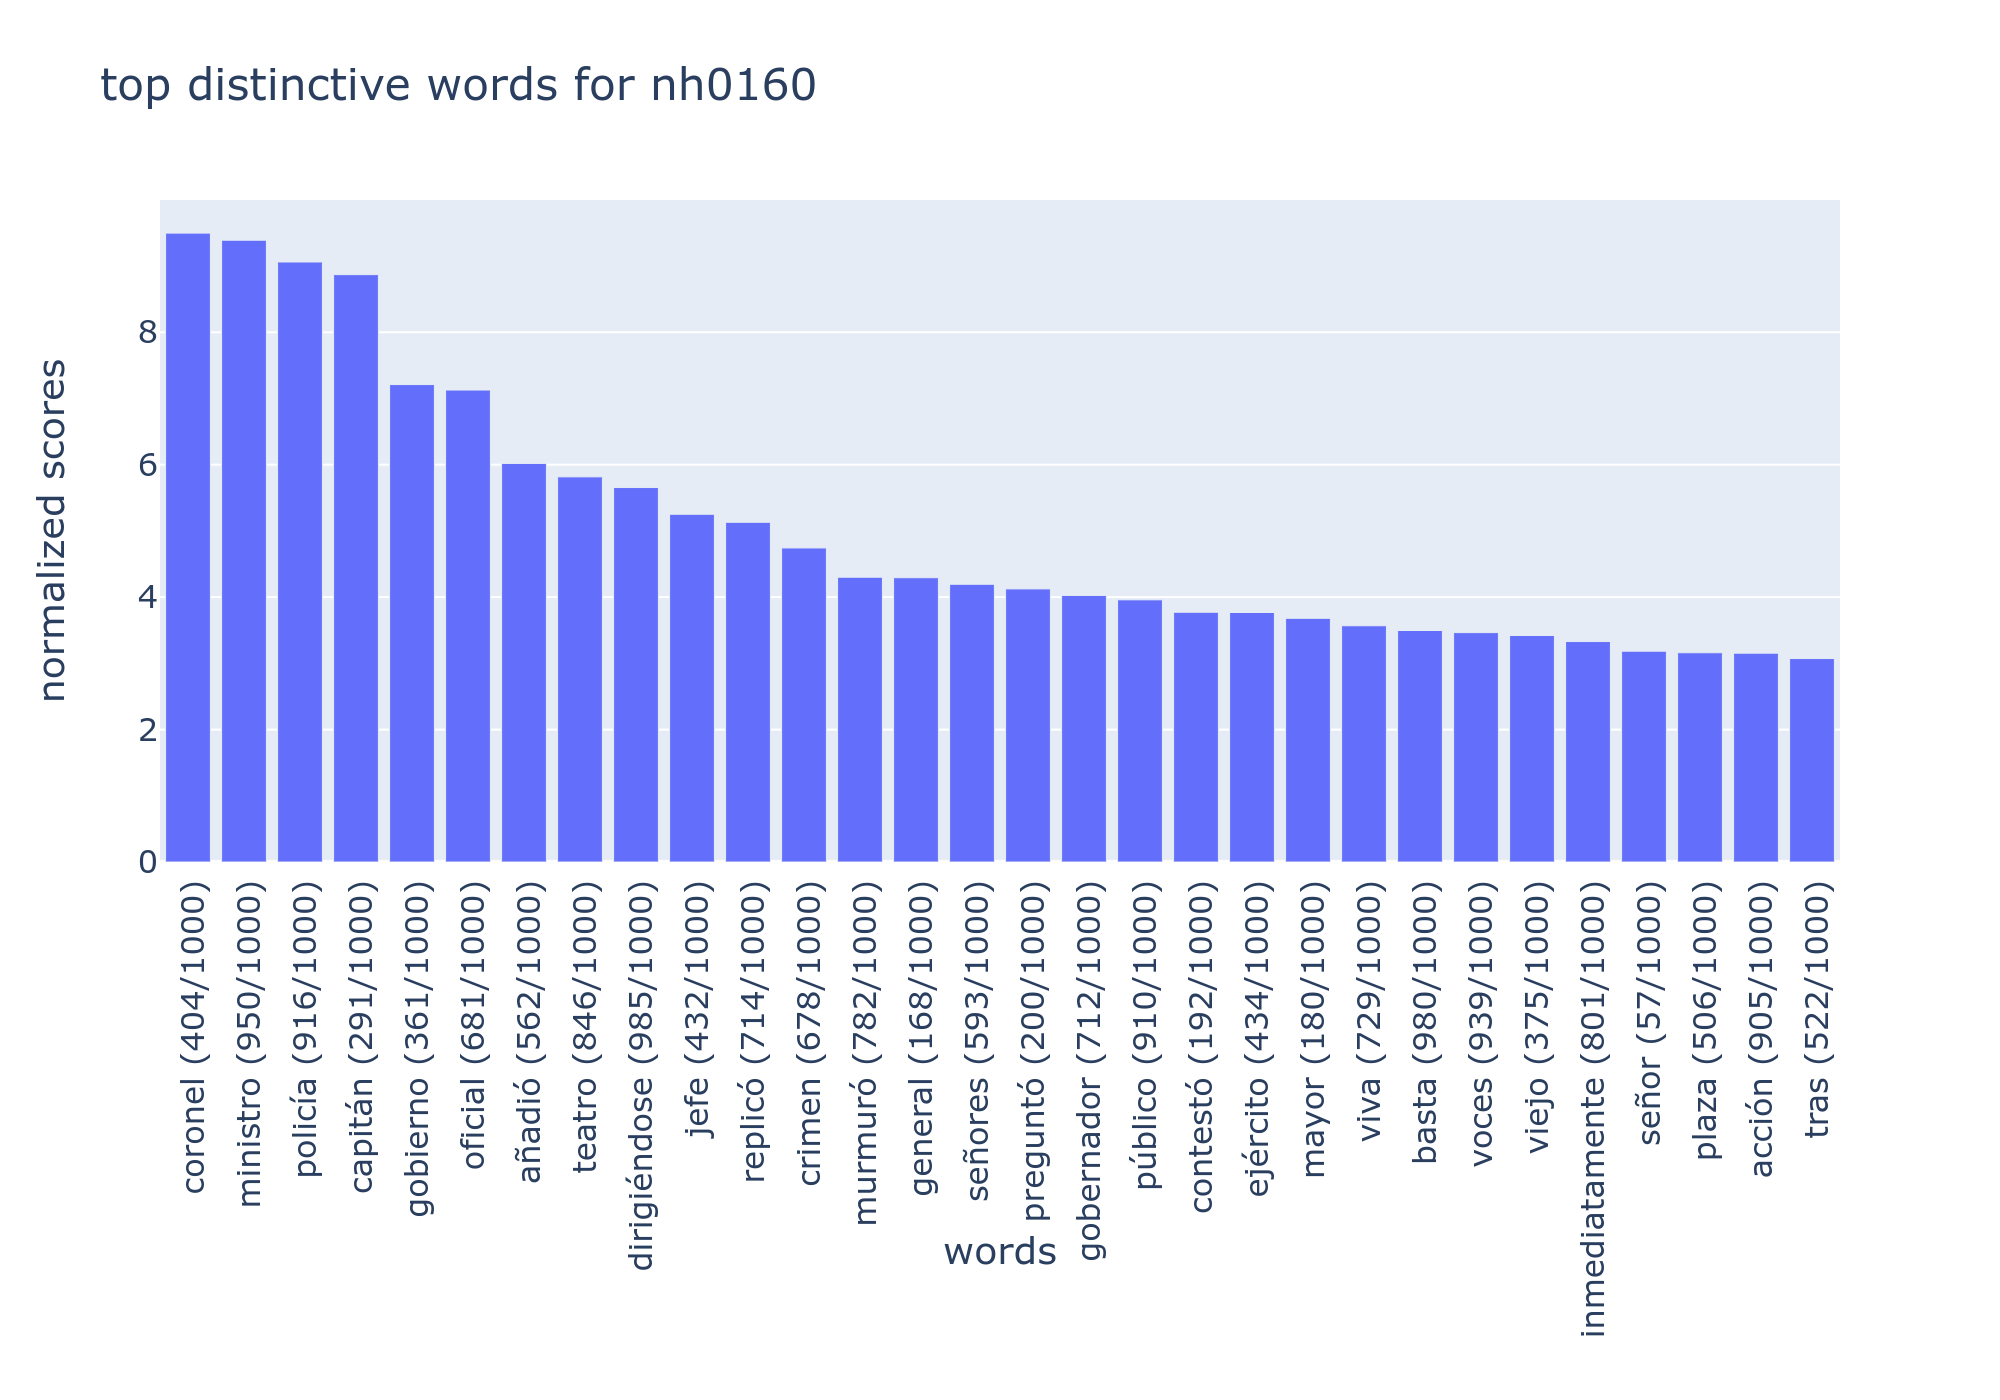 top distinctive words for nh0160
normalized scores
8
6
4
2
0
coronel (404/1000)
ministro (950/1000)
policía (916/1000)
capitán (291/1000)
gobierno (361/1000)
oficial (681/1000)
añadió (562/1000)
teatro (846/1000)
dirigiéndose (985/1000)
jefe (432/1000)
replicó (714/1000)
crimen (678/1000)
murmuró (782/1000)
general (168/1000)
señores (593/1000)
preguntó (200/1000)
gobernador (712/1000)
público (910/1000)
contestó (192/1000)
ejército (434/1000)
mayor (180/1000)
viva (729/1000)
basta (980/1000)
voces (939/1000)
viejo (375/1000)
inmediatamente (801/1000)
señor (557/1000)
plaza (506/1000)
acción (905/1000)
tras (522/1000)
words